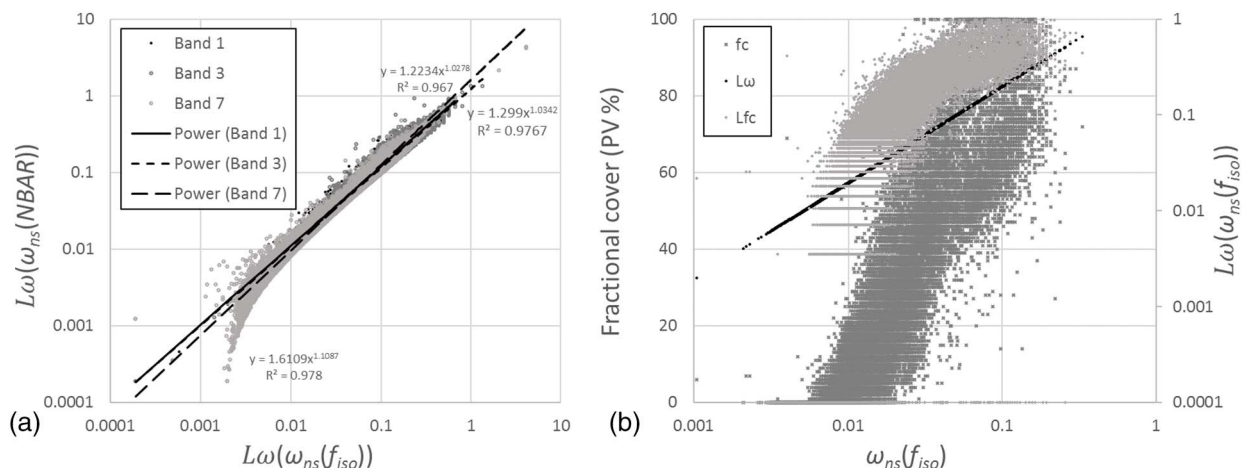 10
1
0.1
0.01
0.001
0.0001
Lω(ω_ns(NBAR))
Band 1
Band 3
Band 7
Power (Band 1)
Power (Band 3)
Power (Band 7)
y = 1.2234x^1.0278
R² = 0.967
y = 1.299x^1.0342
R² = 0.9767
y = 1.6109x^1.1087
R² = 0.978
0.0001 0.001 0.01 0.1 1 10
Lω(ω_ns(f_iso))
(a)
100
80
60
40
20
0
Fractional cover (PV %)
fc
Lω
Lfc
1
0.1
0.01
0.001
0.0001
Lω(ω_ns(f_iso))
0.001 0.01 0.1 1
ω_ns(f_iso)
(b)